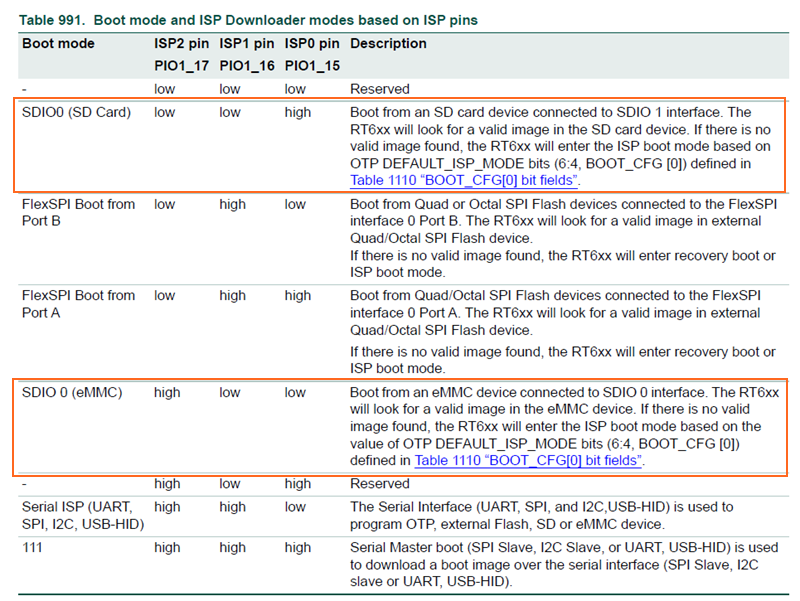 Table 991. Boot mode and ISP Downloader modes based on ISP pins
Boot mode ISP2 pin ISP1 pin ISP0 pin Description
PIO1_17 PIO1_16 PIO1_15
- low low low Reserved
SDIO0 (SD Card) low low high Boot from an SD card device connected to SDIO 1 interface. The
RT6xx will look for a valid image in the SD card device. If there is no
valid image found, the RT6xx will enter the ISP boot mode based on
OTP DEFAULT_ISP_MODE bits (6:4, BOOT_CFG [0]) defined in
Table 1110 “BOOT_CFG[0] bit fields”.
FlexSPI Boot from low high low Boot from Quad or Octal SPI Flash devices connected to the FlexSPI
Port B interface 0 Port B. The RT6xx will look for a valid image in external
Quad/Octal SPI Flash device.
If there is no valid image found, the RT6xx will enter recovery boot or
ISP boot mode.
FlexSPI Boot from low high high Boot from Quad/Octal SPI Flash devices connected to the FlexSPI
Port A interface 0 Port A. The RT6xx will look for a valid image in external
Quad/Octal SPI Flash device.
If there is no valid image found, the RT6xx will enter recovery boot or
ISP boot mode.
SDIO 0 (eMMC) high low low Boot from an eMMC device connected to SDIO 0 interface. The RT6xx
will look for a valid image in the eMMC device. If there is no valid
image found, the RT6xx will enter the ISP boot mode based on the
value of OTP DEFAULT_ISP_MODE bits (6:4, BOOT_CFG [0])
defined in Table 1110 “BOOT_CFG[0] bit fields”.
- high low high Reserved
Serial ISP (UART, high high low The Serial Interface (UART, SPI, and I2C,USB-HID) is used to
SPI, I2C, USB-HID) program OTP, external Flash, SD or eMMC device.
111 high high high Serial Master boot (SPI Slave, I2C Slave, or UART, USB-HID) is used
to download a boot image over the serial interface (SPI Slave, I2C
slave or UART, USB-HID).